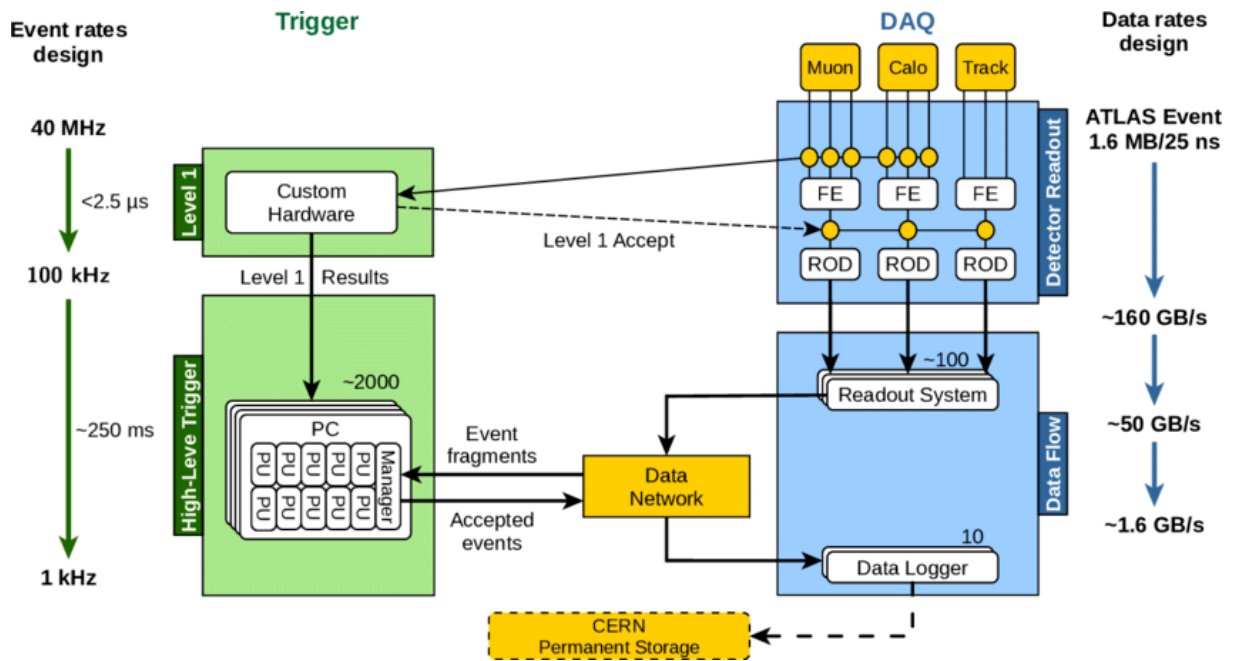 Event rates
design
Trigger
DAQ
Data rates
design
Muon
Calo
Track
40 MHz
ATLAS Event
1.6 MB/25 ns
Level 1
Custom
Hardware
<2.5 µs
FE
FE
FE
Level 1 Accept
Detector Readout
ROD
ROD
ROD
100 kHz
Level 1
Results
~160 GB/s
~100
Readout System
~2000
~50 GB/s
High-Leve Trigger
~250 ms
PC
PU
PU
PU
PU
PU
PU
PU
PU
PU
PU
Manager
Event
fragments
Data
Network
Accepted
events
Data Flow
~1.6 GB/s
10
Data Logger
1 kHz
CERN
Permanent Storage